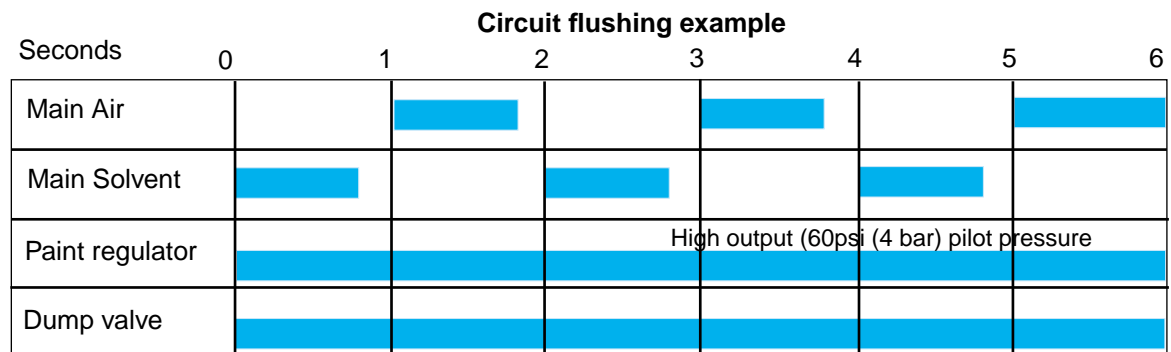 Circuit flushing example
Seconds 0 1 2 3 4 5 6
Main Air
Main Solvent
Paint regulator High output (60psi (4 bar) pilot pressure
Dump valve